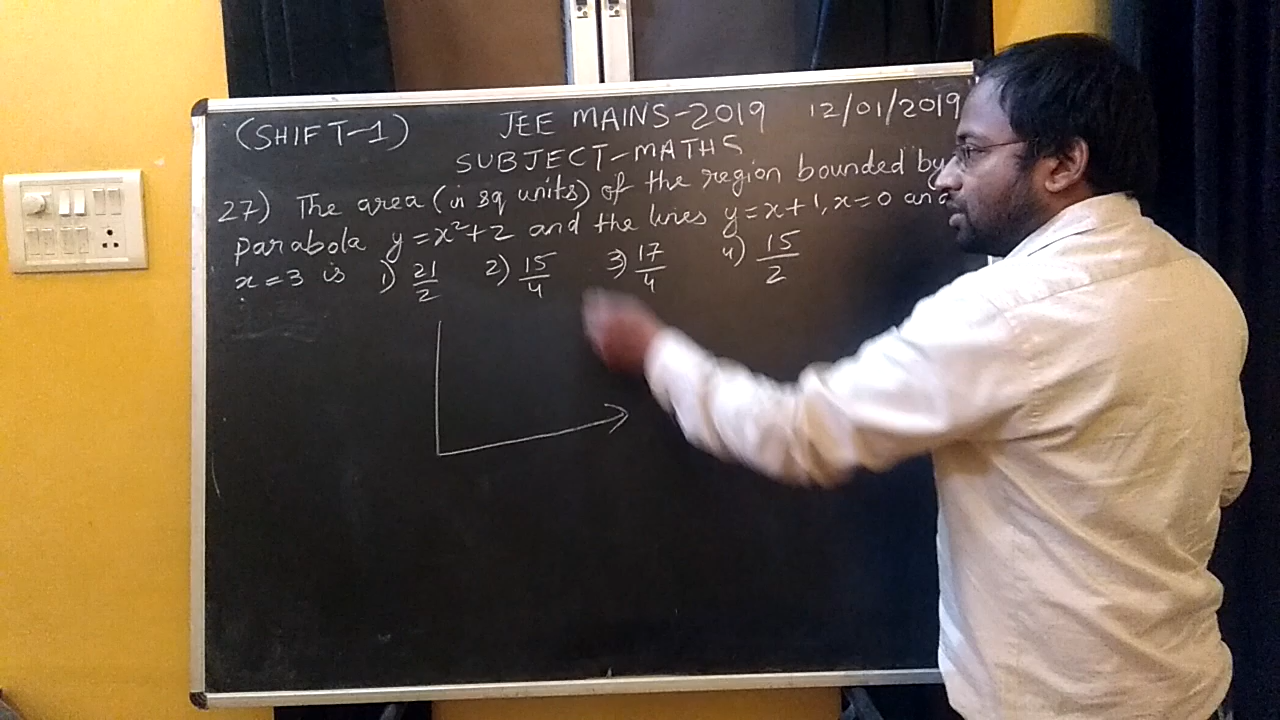 (SHIFT-1) JEE MAINS-2019 12/01/2019
SUBJECT-MATHS
27) The area (in sq units) of the region bounded by
parabola y=x²+2 and the lines y=x+1, x=0 and
x=3 is 1) 21/2 2) 15/4 3) 17/4 4) 15/2